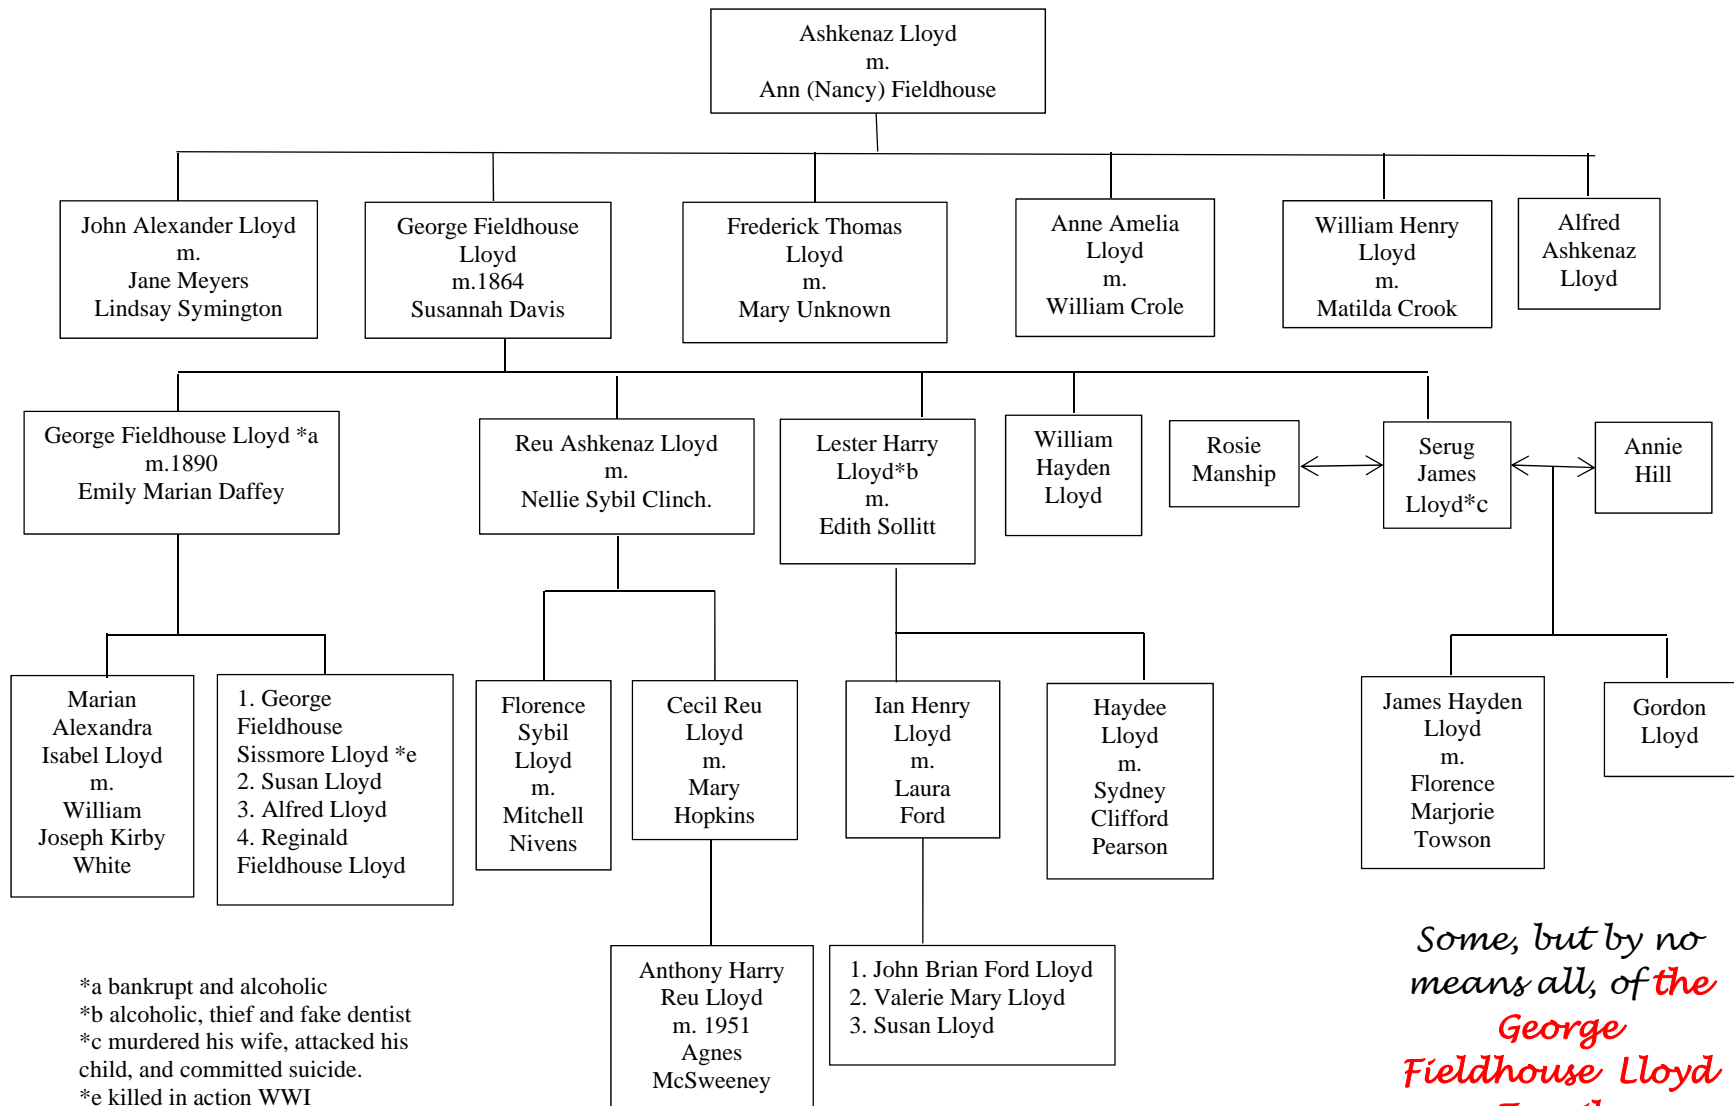 Ashkenaz Lloyd
m.
Ann (Nancy) Fieldhouse
John Alexander Lloyd
m.
Jane Meyers
Lindsay Symington
George Fieldhouse
Lloyd
m.1864
Susannah Davis
Frederick Thomas
Lloyd
m.
Mary Unknown
Anne Amelia
Lloyd
m.
William Crole
William Henry
Lloyd
m.
Matilda Crook
Alfred
Ashkenaz
Lloyd
George Fieldhouse Lloyd *a
m.1890
Emily Marian Daffey
Reu Ashkenaz Lloyd
m.
Nellie Sybil Clinch.
Lester Harry
Lloyd*b
m.
Edith Sollitt
William
Hayden
Lloyd
Rosie
Manship
Serug
James
Lloyd*c
Annie
Hill
Marian
Alexandra
Isabel Lloyd
m.
William
Joseph Kirby
White
1. George
Fieldhouse
Sissmore Lloyd *e
2. Susan Lloyd
3. Alfred Lloyd
4. Reginald
Fieldhouse Lloyd
Florence
Sybil
Lloyd
m.
Mitchell
Nivens
Cecil Reu
Lloyd
m.
Mary
Hopkins
Ian Henry
Lloyd
m.
Laura
Ford
Haydee
Lloyd
m.
Sydney
Clifford
Pearson
James Hayden
Lloyd
m.
Florence
Marjorie
Towson
Gordon
Lloyd
Anthony Harry
Reu Lloyd
m. 1951
Agnes
McSweeney
1. John Brian Ford Lloyd
2. Valerie Mary Lloyd
3. Susan Lloyd
*a bankrupt and alcoholic
*b alcoholic, thief and fake dentist
*c murdered his wife, attacked his
child, and committed suicide.
*e killed in action WWI
Some, but by no
means all, of the
George
Fieldhouse Lloyd